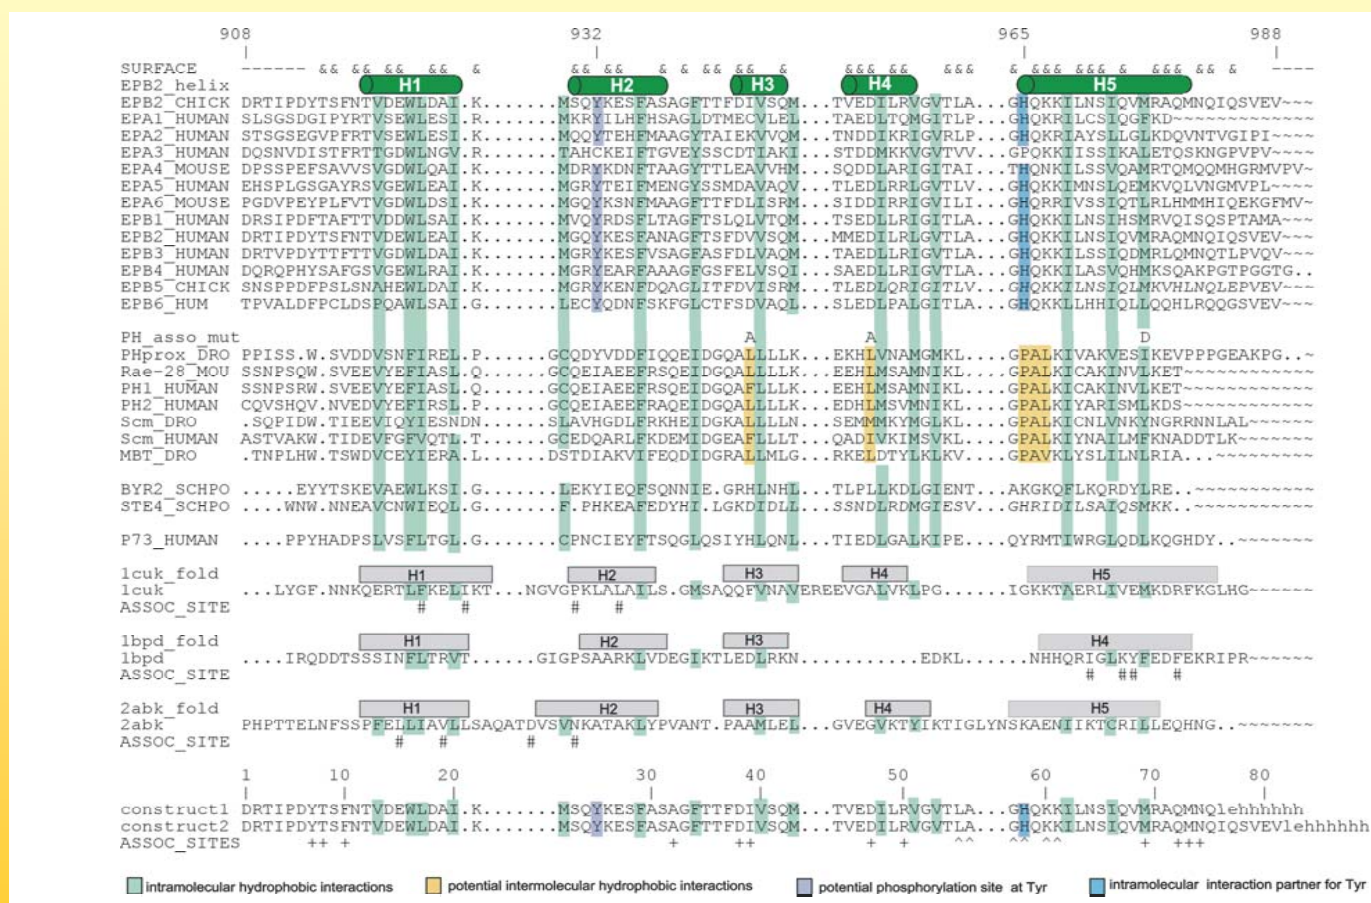 908 932 965 988
SURFACE ------ && && && && & && && & && && &&& && && &&& & &&&& && &&& && & ----
EPB2_helix H1 H2 H3 H4 H5
EPB2_CHICK DRTIPDYTSFNTVDEWLDAI.K........MSQYKESFASAGFTTFDIVSQM...TVEDILRVGVTLA...GHQKKILNSIQVMRAQMNQIQSVEV~~~
EPA1_HUMAN SLSGSDGIPYRTVSEWLESI.R........MKRYILHFHSAGLDTMECVLEL...TAEDLTQMGITLP...GHQKRILCSIQGFKD~~~~~~~~~~~~
EPA2_HUMAN STSGSEGVPFRTVSEWLESI.K........MQQYTEHFMAAGYTAIEKVVQM...TNDDIKRIGVRLP...GHQKRIAYSLLGLKDQVNTVGIPI~~~~
EPA3_HUMAN DQSNVDISTFRTTGDWLNGV.R........TAHCKEIFTGVEYSSCDTIAKI...STDDMKKVGVTVV...GPQKKIISSIKALETQSKNGPVPV~~~~
EPA4_MOUSE DPSSPEFSAVVSVGDWLQAI.K........MDRYKDNFTAAGYTTLEAVVHM...SQDDLARIGITAI...THQNKILSSVQAMRTQMQQMHGRMVPV~
EPA5_HUMAN EHSPLGSGAYRSVGEWLEAI.K........MGRYTEIFMENGYSSMDAVAQV...TLEDLRRLGVTLV...GHQKKIMNSLQEMKVQLVNGMVPL~~~~
EPA6_MOUSE PGDVPEYPLFVTVGDWLDSI.K........MGQYKSNFMAAGFTTFDLISRM...SIDDIRRIGVILI...GHQRRIVSSIQTLRLHMMHIQEKGFMV~
EPB1_HUMAN DRSIPDFTAFTTVDDWLSAI.K........MVQYRDSFLTAGFTSLQLVTQM...TSEDLLRIGITLA...GHQKKILNSIHSMRVQISQSPTAMA~~~
EPB2_HUMAN DRTIPDYTSFNTVDEWLEAI.K........MGQYKESFANAGFTSFDVVSQM...MMEDILRIGVTLA...GHQKKILNSIQVMRAQMNQIQSVEV~~~
EPB3_HUMAN DRTVPDYTTFTTVGDWLDAI.K........MGRYKESFVSAGFASFDLVAQM...TAEDLLRIGVTLA...GHQKKILSSIQDMRLQMNQTLPVQV~~~
EPB4_HUMAN DQRQPHYSAFGSVGEWLRAI.K........MGRYEARFAAAGFGSFELVSQI...SAEDLLRIGVTLA...GHQKKILASVQHMKSQAKPGTPGGTG..
EPB5_CHICK SNSPPDFPSLSNAHEWLDAI.K........MGRYKENFDQAGLITFDVISRM...TLEDLQRIGITLV...GHQKKILNSIQLMKVHLNQLEPVEV~~~
EPB6_HUM TPVALDFPCLDSPQAWLSAI.G........LECYQDNFSKFGLCTFSDVAQL...SLEDLPALGITLA...GHQKKLLHHIQLLQQHLRQQGSVEV~~~
PH_asso_mut A A D
PHprox_DRO PPISS.W.SVDDVSNFIREL.P......GCQDYVDDFIQQEIDGQALLLLK...EKHLVNAMGMKL...GPALKIVAKVESIKEVPPPGEAKPG..~
Rae-28_MOU SSNPSQW.SVEEVYEFIASL.Q......GCQEIAEEFRSQEIDGQALLLLK...EEHLMSAMNIKL...GPALKICAKINVLKET~~~~~~~~~~~~
PH1_HUMAN SSNPSRW.SVEEVYEFIASL.Q......GCQEIAEEFRSQEIDGQALFLLK...EEHLMSAMNIKL...GPALKICAKINVLKET~~~~~~~~~~~~
PH2_HUMAN CQVSHQV.NVEDVYEFIRSL.P......GCQEIAEEFRAQEIDGQALLLLK...EDHLMSVMNIKL...GPALKIYARISMLKDS~~~~~~~~~~~~
Scm_DRO .SQPIDW.TIEEVIQYIESNDN......SLAVHGDLFRKHEIDGKALLLLN...SEMMMKYMGLKL...GPALKICNLVNKYNGRRNNLAL~~~~~~
Scm_HUMAN ASTVAKW.TIDEVFGFVQTL.T......GCEDQARLFKDEMIDGEAFLLLT...QADIVKIMSVKL...GPALKIYNAILMFKNADDTLK~~~~~~~
MBT_DRO .TNPLHW.TSWDVCEYIERA.L......DSTDIAKVIFEQDIDGRALLMLG...RKELDTYLKLKV...GPAVKLYSLILNLRIA..~~~~~~~~~~
BYR2_SCHPO .....EYYTSKEVAEWLKSI.G.......LEKYIEQFSQNNIE.GRHLNHL...TLPLLKDLGIENT..AKGKQFLKQRDYLRE..~~~~~~~~~~~
STE4_SCHPO ....WNW.NNEAVCNWIEQL.G.......F.PHKEAFEDYHI.LGKDIDLL...SSNDLRDMGIESV...GHRIDILSAIQSMKK.~~~~~~~~~~~
P73_HUMAN ....PPYHADPSLVSFLTGL.G.......CPNCIEYFTSQGLQSIYHLQNL...TIEDLGALKIPE...QYRMTIWRGLQDLKQGHDY..~~~~~~~
1cuk_fold H1 H2 H3 H4 H5
1cuk ...LYGF.NNKQERTLFKELIKT...NGVGPKLALAILS.GMSAQQFVNAVEREEVGALVKLPG......IGKKTAERLIVEMKDRFKGLHG~~~~~~
ASSOC_SITE # # # #
1bpd_fold H1 H2 H3 H4
1bpd ....IRQDDTSSSINFLTRVT......GIGPSAARKLVDEGIKTLEDLRKN............EDKL....NHHQRIGLKYFEDFEKRIPR~~~~~~
ASSOC_SITE # ## #
2abk_fold H1 H2 H3 H4 H5
2abk PHPTTELNFSSPFELLIAVLLSAQATDVSVNKATAKLYPVANT.PAAMLEL...GVEGVKTYIKTIGLYNSKAENIIKTCRILLEQHNG.~~~~~~~
ASSOC_SITE # # # #
1 10 20 30 40 50 60 70 80
construct1 DRTIPDYTSFNTVDEWLDAI.K........MSQYKESFASAGFTTFDIVSQM...TVEDILRVGVTLA...GHQKKILNSIQVMRAQMNQlehhhhhh
construct2 DRTIPDYTSFNTVDEWLDAI.K........MSQYKESFASAGFTTFDIVSQM...TVEDILRVGVTLA...GHQKKILNSIQVMRAQMNQIQSVEVlehhhhhh
ASSOC_SITES ++ + + ++ + + ^^ ^^ ^^ + +++
intramolecular hydrophobic interactions potential intermolecular hydrophobic interactions potential phosphorylation site at Tyr intramolecular interaction partner for Tyr